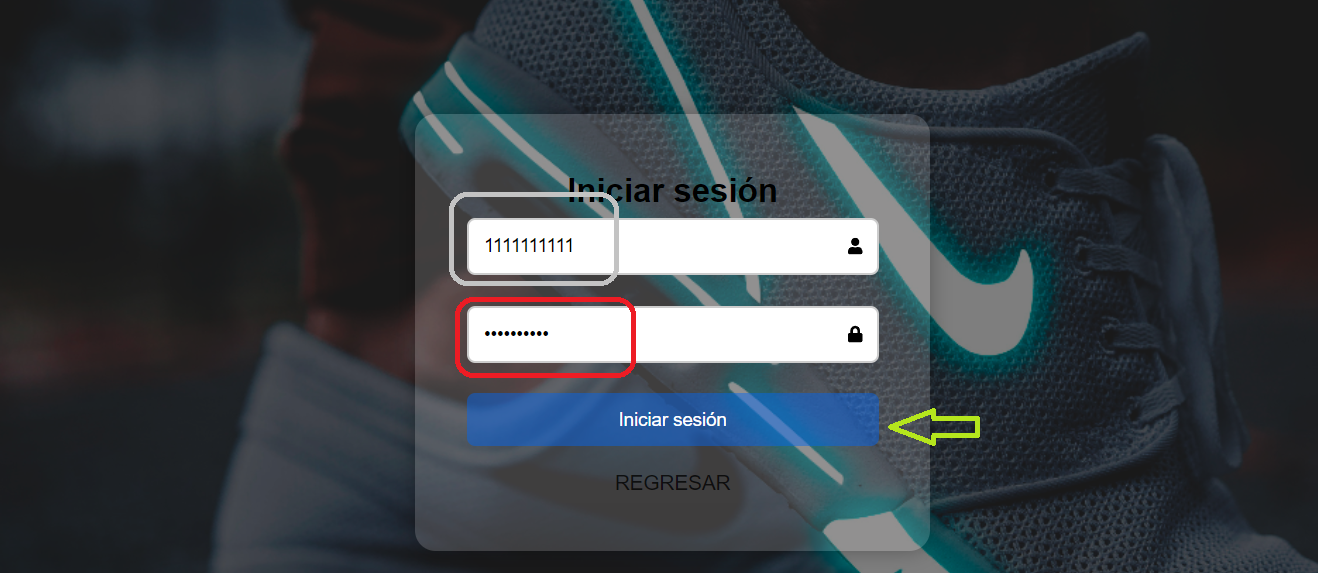 Iniciar sesión
1111111111
••••••••••
Iniciar sesión
REGRESAR